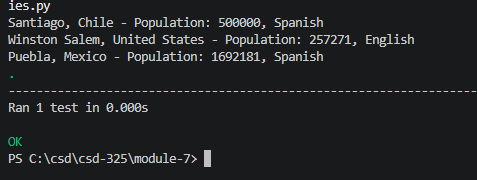 ies.py
Santiago, Chile - Population: 500000, Spanish
Winston Salem, United States - Population: 257271, English
Puebla, Mexico - Population: 1692181, Spanish
.
----------------------------------------------------------------------
Ran 1 test in 0.000s
OK
PS C:\csd\csd-325\module-7>